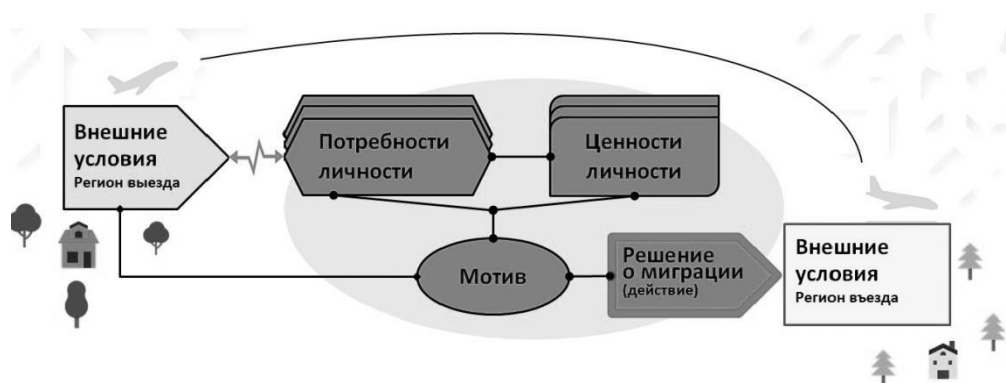 Внешние
условия
Регион выезда
Потребности
личности
Ценности
личности
Мотив
Решение
о миграции
(действие)
Внешние
условия
Регион въезда